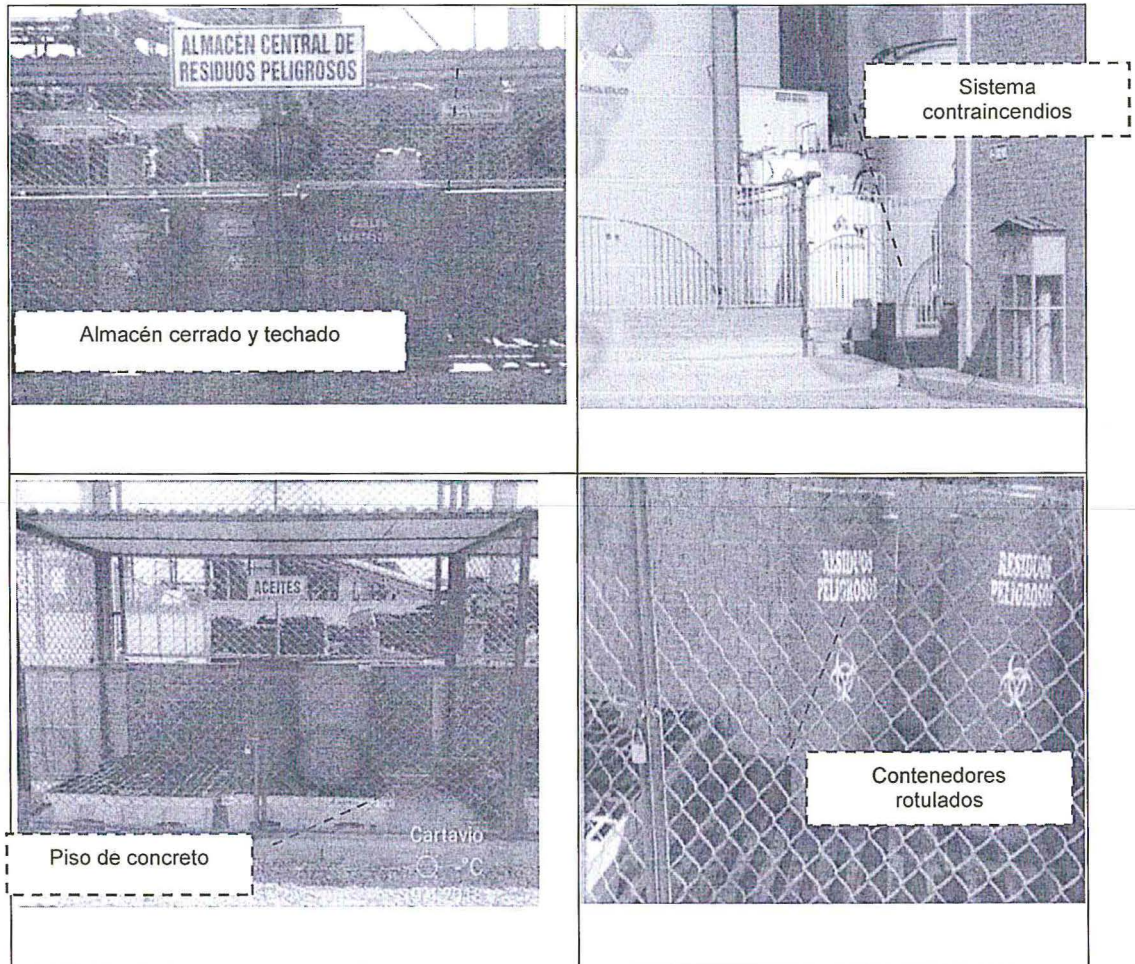 ALMACÉN CENTRAL DE
RESIDUOS PELIGROSOS
Almacén cerrado y techado
Sistema
contraincendios
ACEITES
Piso de concreto
Cartavio
°C
RESIDUOS
PELIGROSOS
RESIDUOS
PELIGROSOS
Contenedores
rotulados